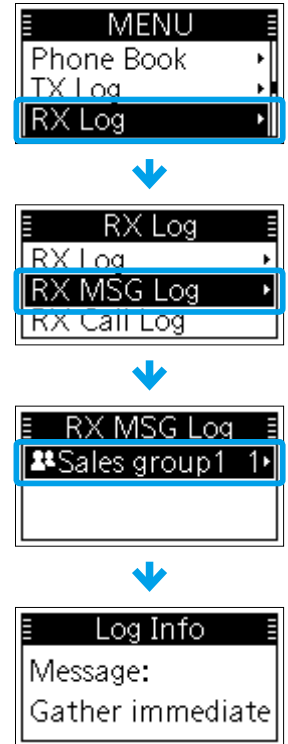 MENU
Phone Book
TX Log
RX Log
RX Log
RX Log
RX MSG Log
RX Call Log
RX MSG Log
Sales group1 1
Log Info
Message:
Gather immediate